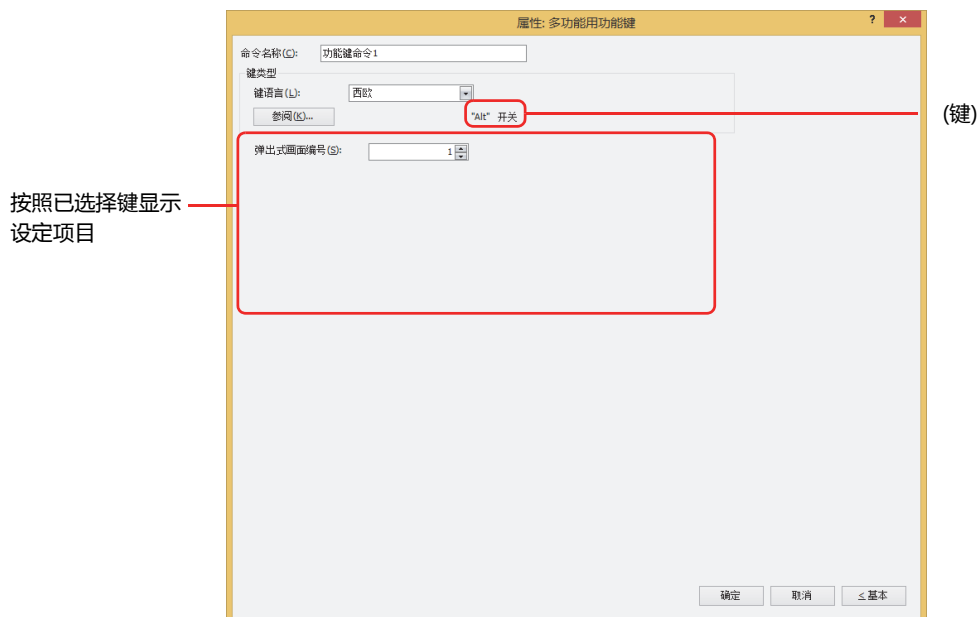 属性: 多功能用功能键
? ×
命令名称(C): 功能键命令1
键类型
键语言(L): 西欧
参阅(K)... "Alt" 开关
(键)
弹出式画面编号(S): 1
按照已选择键显示
设定项目
确定 取消 ≤基本